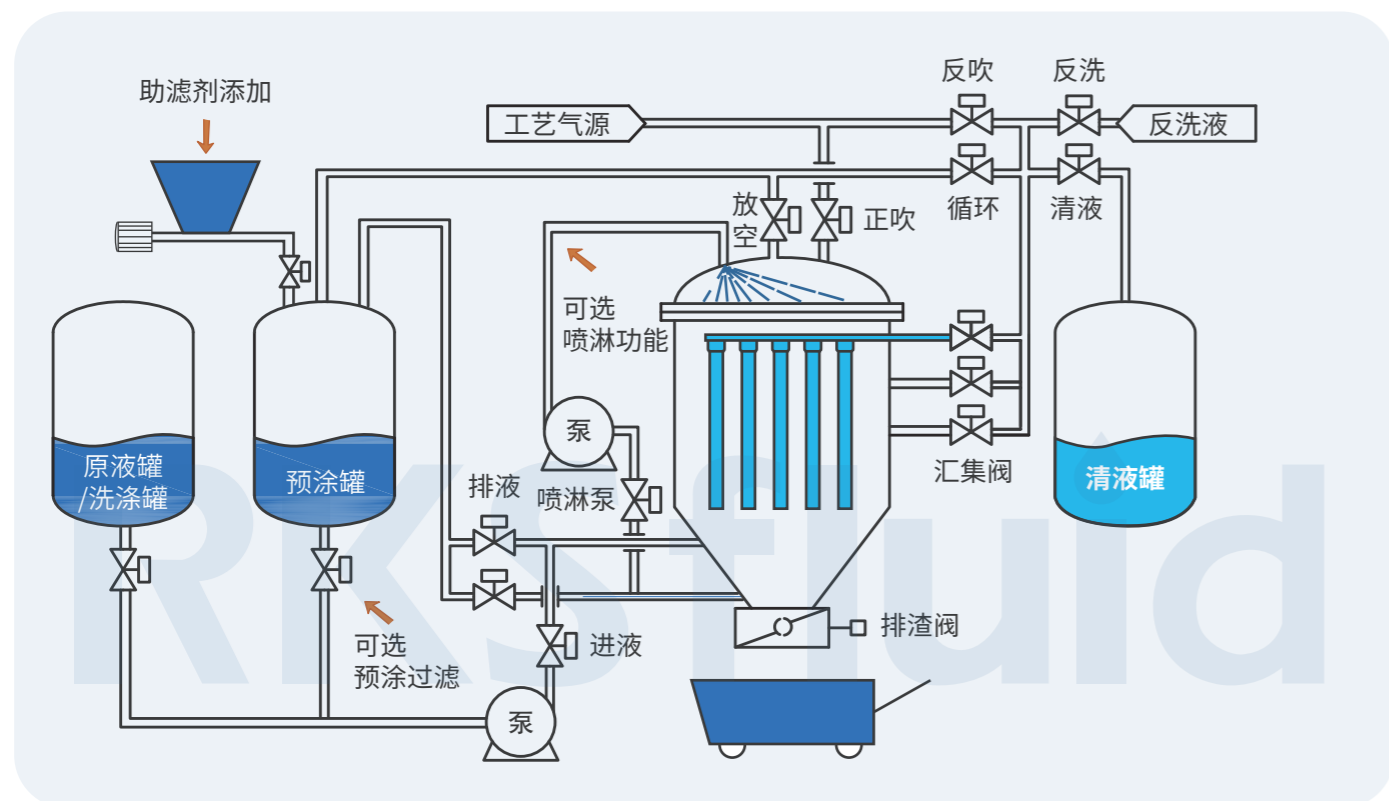 反吹
反洗
助滤剂添加
工艺气源
反洗液
放
空
正吹
循环
清液
可选
喷淋功能
泵
原液罐
/洗涤罐
预涂罐
排液
喷淋泵
汇集阀
清液罐
RKSfluid
可选
预涂过滤
进液
排渣阀
泵